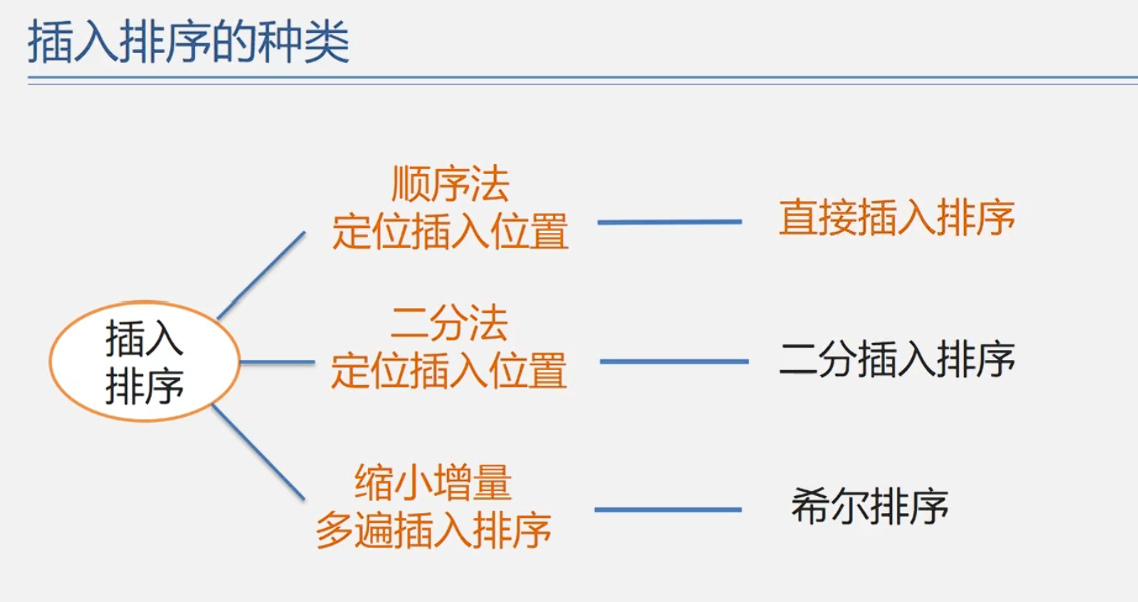 插入排序的种类
顺序法
定位插入位置
直接插入排序
插入
排序
二分法
定位插入位置
二分插入排序
缩小增量
多遍插入排序
希尔排序